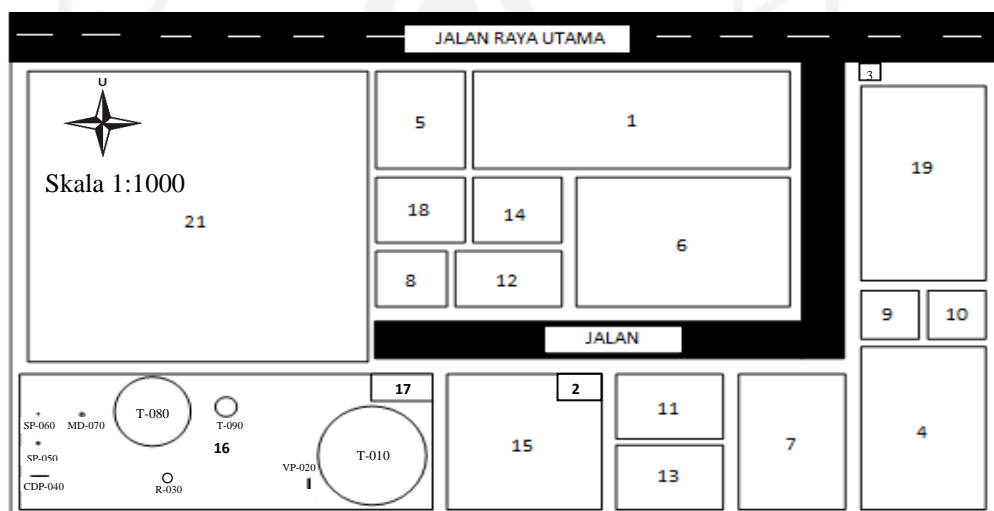 JALAN RAYA UTAMA
3
U
5
1
19
Skala 1:1000
21
18
14
6
8
12
9
10
JALAN
17
2
T-080
11
SP-060
MD-070
T-090
16
15
7
4
SP-050
VP-020
T-010
13
CDP-040
R-030